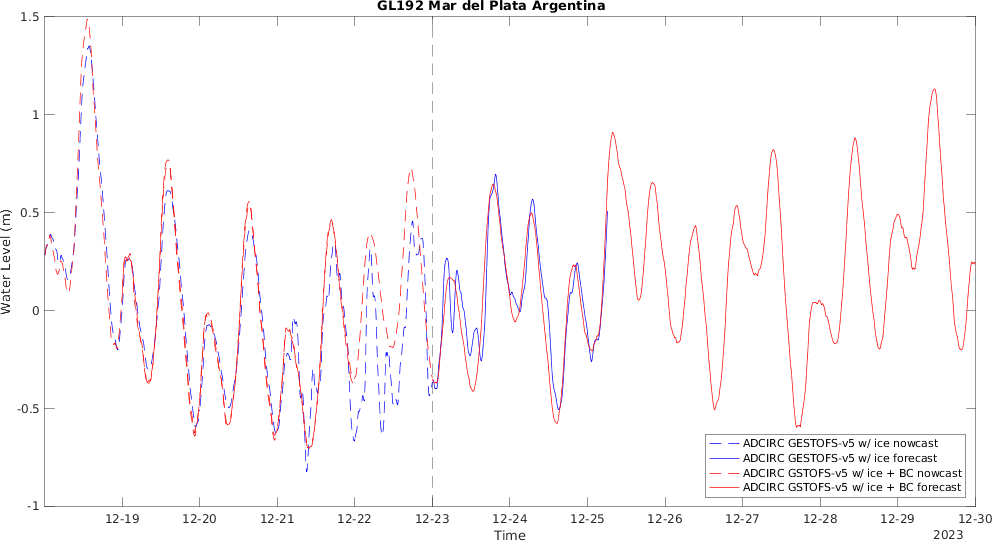 GL192 Mar del Plata Argentina
1.5
1
0.5
0
-0.5
-1
Water Level (m)
12-19 12-20 12-21 12-22 12-23 12-24 12-25 12-26 12-27 12-28 12-29 12-30
Time
2023
ADCIRC GESTOFS-v5 w/ ice nowcast
ADCIRC GESTOFS-v5 w/ ice forecast
ADCIRC GSTOFS-v5 w/ ice + BC nowcast
ADCIRC GSTOFS-v5 w/ ice + BC forecast